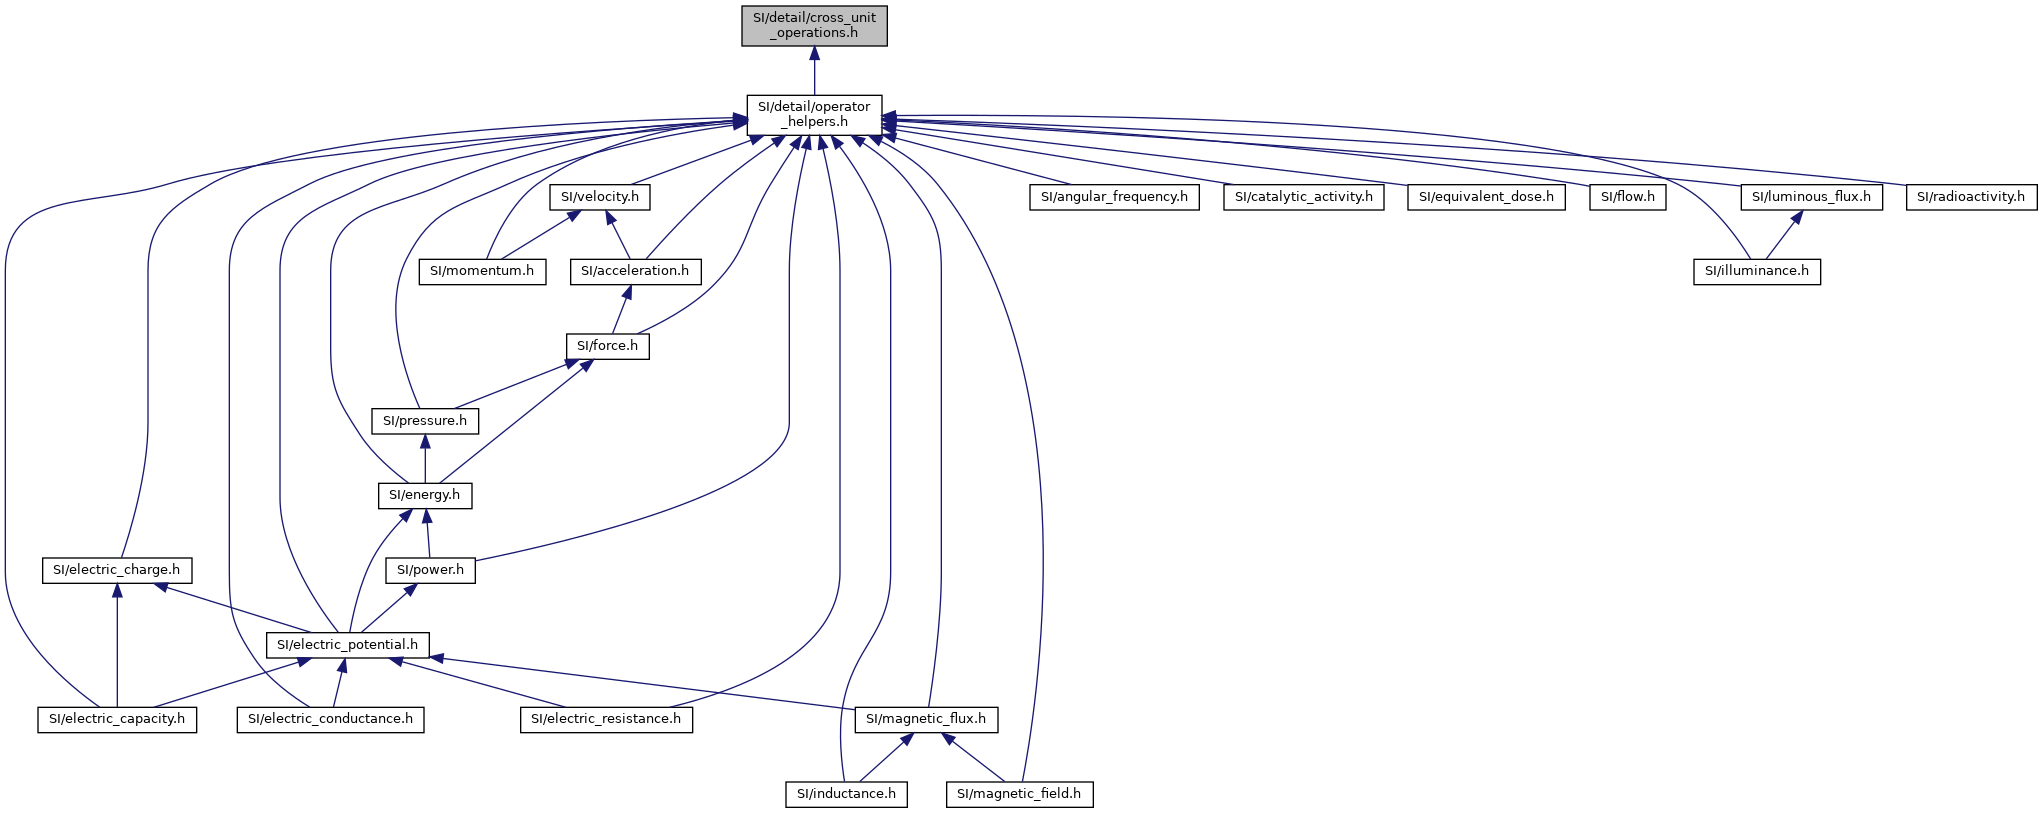 SI/detail/cross_unit
_operations.h
SI/detail/operator
_helpers.h
SI/velocity.h
SI/angular_frequency.h
SI/catalytic_activity.h
SI/equivalent_dose.h
SI/flow.h
SI/luminous_flux.h
SI/radioactivity.h
SI/momentum.h
SI/acceleration.h
SI/illuminance.h
SI/force.h
SI/pressure.h
SI/energy.h
SI/electric_charge.h
SI/power.h
SI/electric_potential.h
SI/electric_capacity.h
SI/electric_conductance.h
SI/electric_resistance.h
SI/magnetic_flux.h
SI/inductance.h
SI/magnetic_field.h